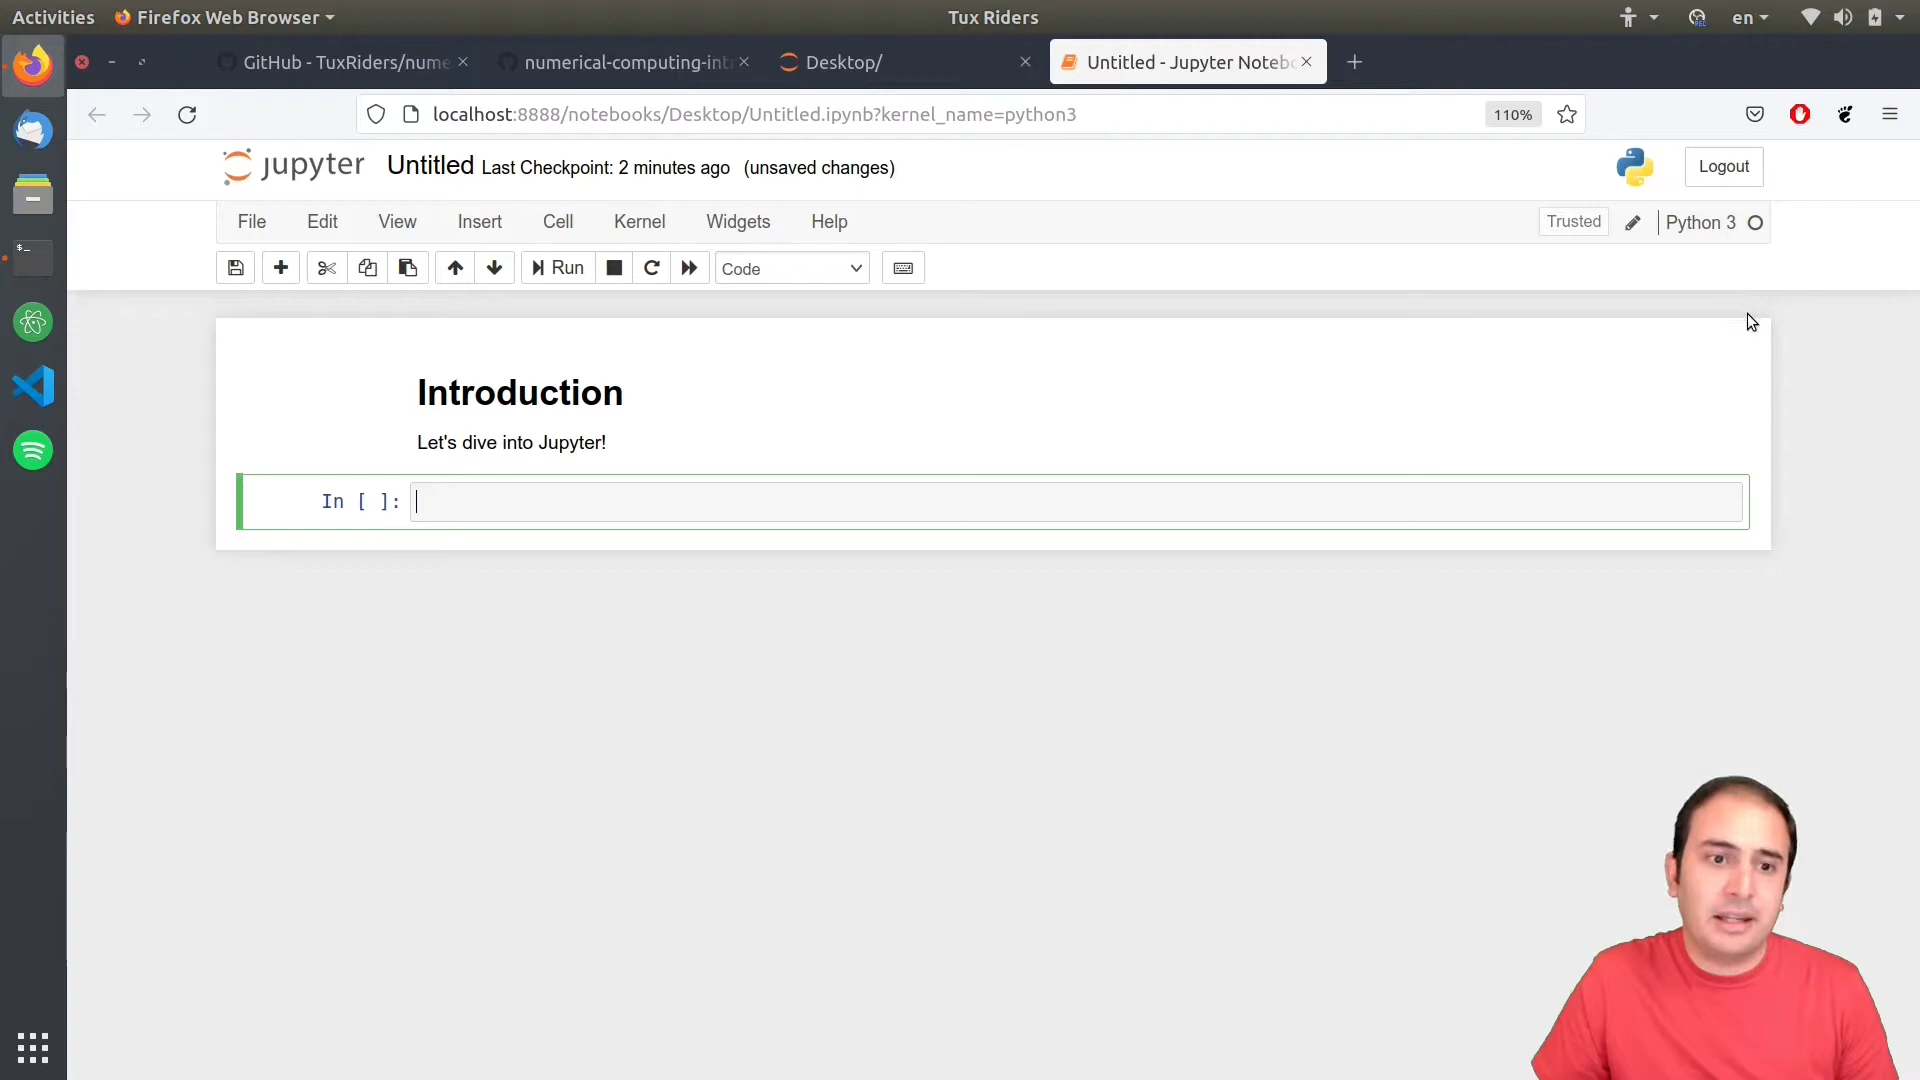 Activities Firefox Web Browser Tux Riders en
GitHub - TuxRiders/nume numerical-computing-int Desktop/ Untitled - Jupyter Noteb
localhost:8888/notebooks/Desktop/Untitled.ipynb?kernel_name=python3 110%
jupyter Untitled Last Checkpoint: 2 minutes ago (unsaved changes) Logout
File Edit View Insert Cell Kernel Widgets Help Trusted Python 3
Run Code
Introduction
Let's dive into Jupyter!
In [ ]: